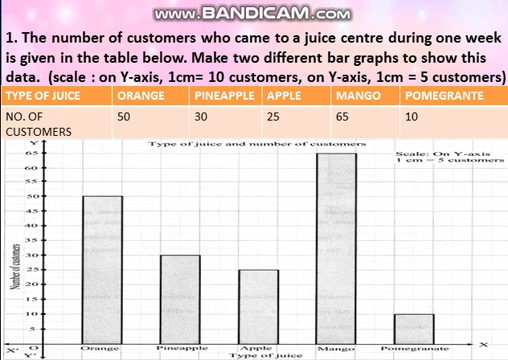 www.BANDICAM.com
1. The number of customers who came to a juice centre during one week
is given in the table below. Make two different bar graphs to show this
data. (scale : on Y-axis, 1cm= 10 customers, on Y-axis, 1cm = 5 customers)
TYPE OF JUICE ORANGE PINEAPPLE APPLE MANGO POMEGRANTE
NO. OF CUSTOMERS 50 30 25 65 10
Y
Type of juice and number of customers
Scale: On Y-axis
1 cm = 5 customers
65
60
55
50
45
40
35
30
25
20
15
10
5
Number of customers
X' O Orange Pineapple Apple Mango Pomegranate X
Y' Type of juice